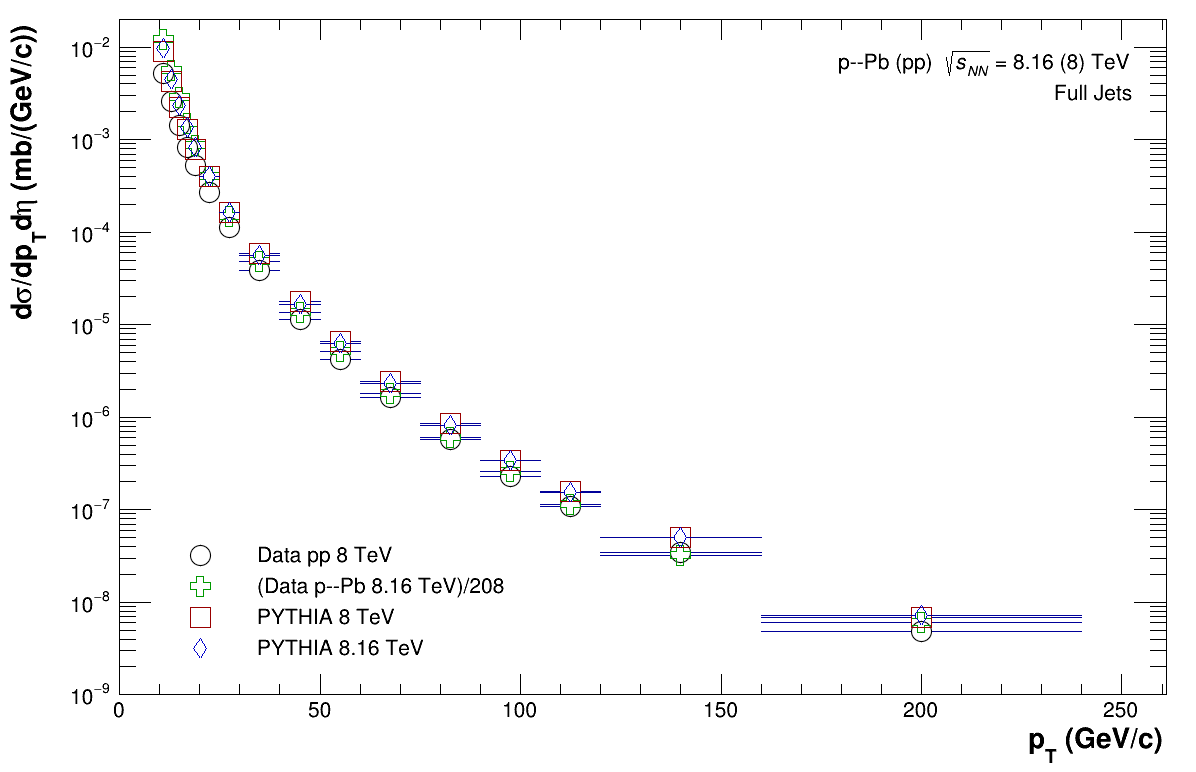 dσ/dp_T dη (mb/(GeV/c))
10^−2
10^−3
10^−4
10^−5
10^−6
10^−7
10^−8
10^−9
p--Pb (pp) √s_NN = 8.16 (8) TeV
Full Jets
Data pp 8 TeV
(Data p--Pb 8.16 TeV)/208
PYTHIA 8 TeV
PYTHIA 8.16 TeV
0 50 100 150 200 250
p_T (GeV/c)